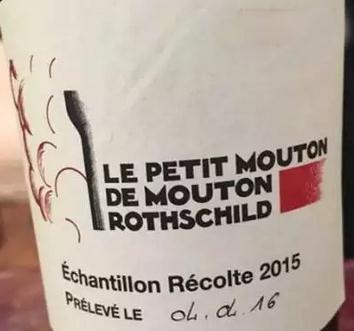 LE PETIT MOUTON
DE MOUTON
ROTHSCHILD
Échantillon Récolte 2015
PRÉLEVÉ LE 04.04.16